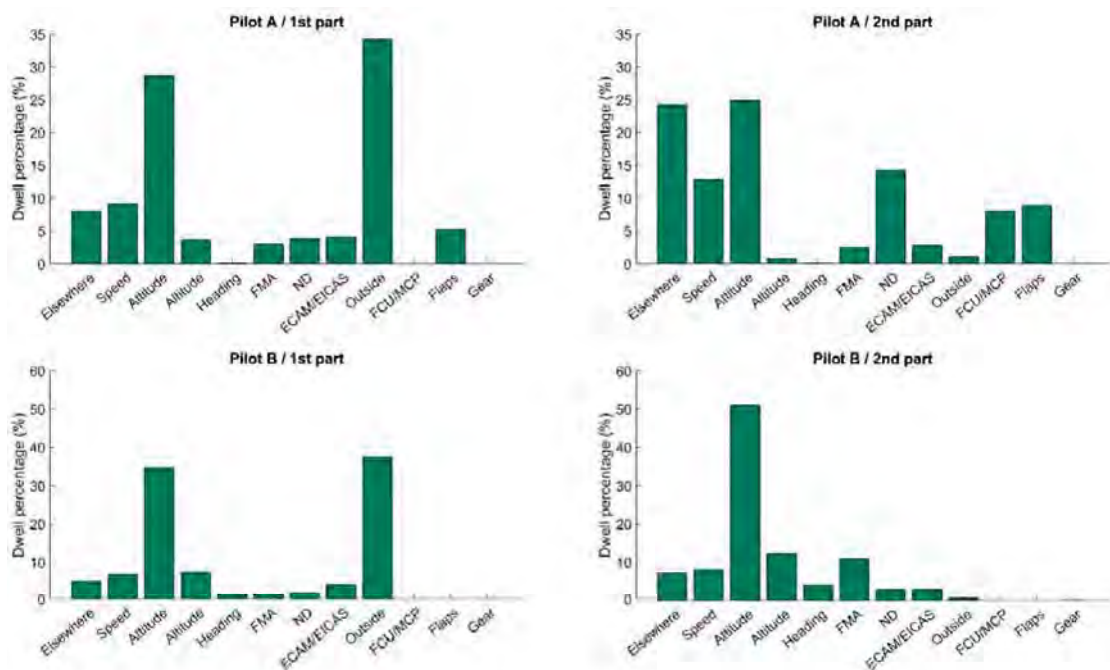 Pilot A / 1st part
Dwell percentage (%)
35
30
25
20
15
10
5
0
Elsewhere
Speed
Attitude
Altitude
Heading
FMA
ND
ECAM/EICAS
Outside
FCU/MCP
Flaps
Gear
Pilot A / 2nd part
Dwell percentage (%)
35
30
25
20
15
10
5
0
Elsewhere
Speed
Attitude
Altitude
Heading
FMA
ND
ECAM/EICAS
Outside
FCU/MCP
Flaps
Gear
Pilot B / 1st part
Dwell percentage (%)
60
50
40
30
20
10
0
Elsewhere
Speed
Attitude
Altitude
Heading
FMA
ND
ECAM/EICAS
Outside
FCU/MCP
Flaps
Gear
Pilot B / 2nd part
Dwell percentage (%)
60
50
40
30
20
10
0
Elsewhere
Speed
Attitude
Altitude
Heading
FMA
ND
ECAM/EICAS
Outside
FCU/MCP
Flaps
Gear